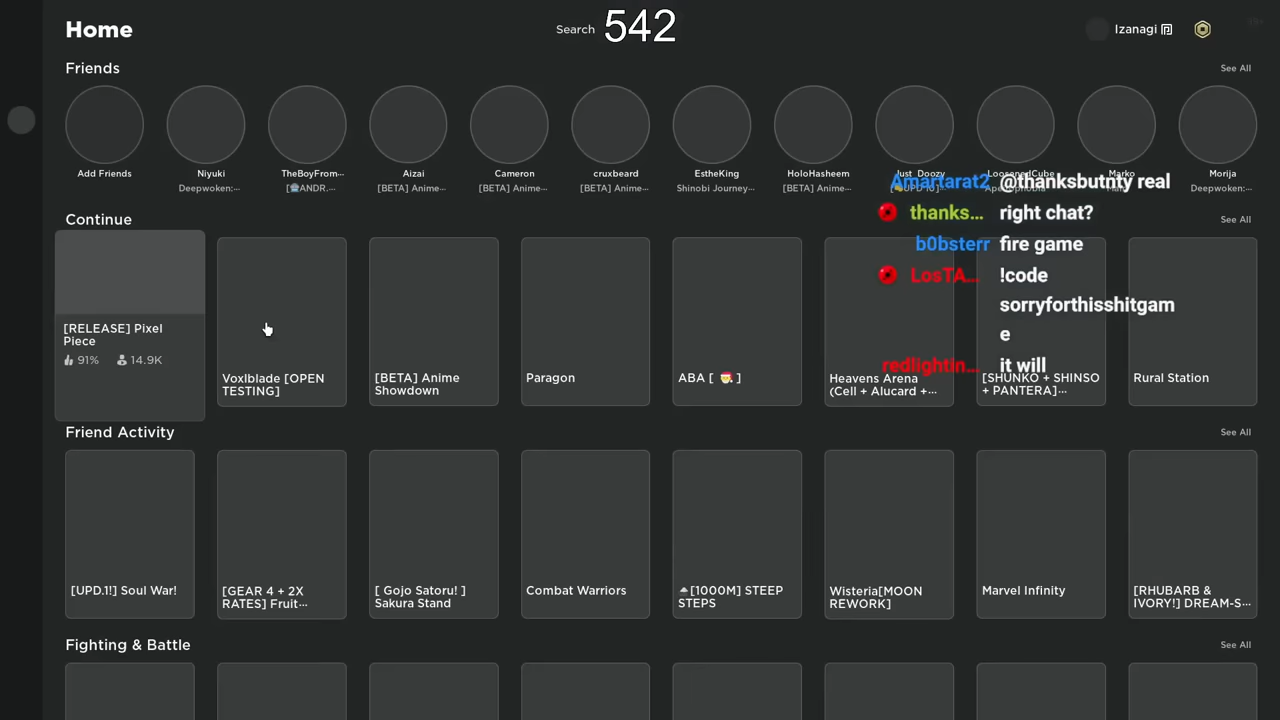 Home
Search 542
Izanagi
Friends
See All
Add Friends
Niyuki
Deepwoken:...
TheBoyFrom...
[👻ANDR,...
Aizai
[BETA] Anime...
Cameron
[BETA] Anime...
cruxbeard
[BETA] Anime...
EstheKing
Shinobi Journey...
HoloHasheem
[BETA] Anime...
Just_Doozy
LoosenedCube
Marko
Morija
Deepwoken:...
Amartarat2 @thanksbutnty real
thanks... right chat?
b0bsterr fire game
LosTA... !code
sorryforthisshitgam
e
redlightin... it will
Continue
See All
[RELEASE] Pixel
Piece
91% 14.9K
Voxlblade [OPEN
TESTING]
[BETA] Anime
Showdown
Paragon
ABA [ 🎅 ]
Heavens Arena
(Cell + Alucard +...
[SHUNKO + SHINSO
+ PANTERA]...
Rural Station
Friend Activity
See All
[UPD.1!] Soul War!
[GEAR 4 + 2X
RATES] Fruit...
[ Gojo Satoru! ]
Sakura Stand
Combat Warriors
[1000M] STEEP
STEPS
Wisteria[MOON
REWORK]
Marvel Infinity
[RHUBARB &
IVORY!] DREAM-S...
Fighting & Battle
See All